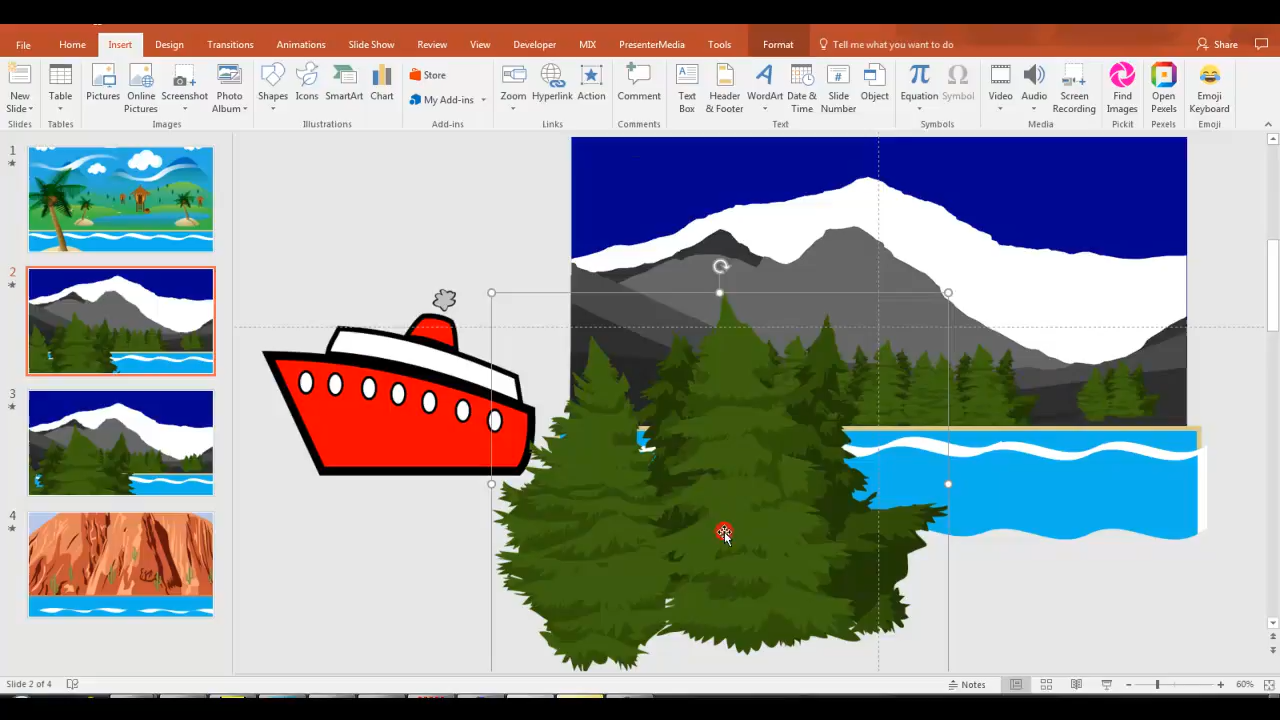 File Home Insert Design Transitions Animations Slide Show Review View Developer MIX PresenterMedia Tools Format Tell me what you want to do Share
New Slide Table Pictures Online Pictures Screenshot Photo Album Shapes Icons SmartArt Chart Store My Add-ins Zoom Hyperlink Action Comment Text Box Header & Footer WordArt Date & Time Slide Number Object Equation Symbol Video Audio Screen Recording Find Images Open Pexels Emoji Keyboard
Slides Tables Images Illustrations Add-ins Links Comments Text Symbols Media Pickit Pexels Emoji
1
2
3
4
Slide 2 of 4 Notes 60%